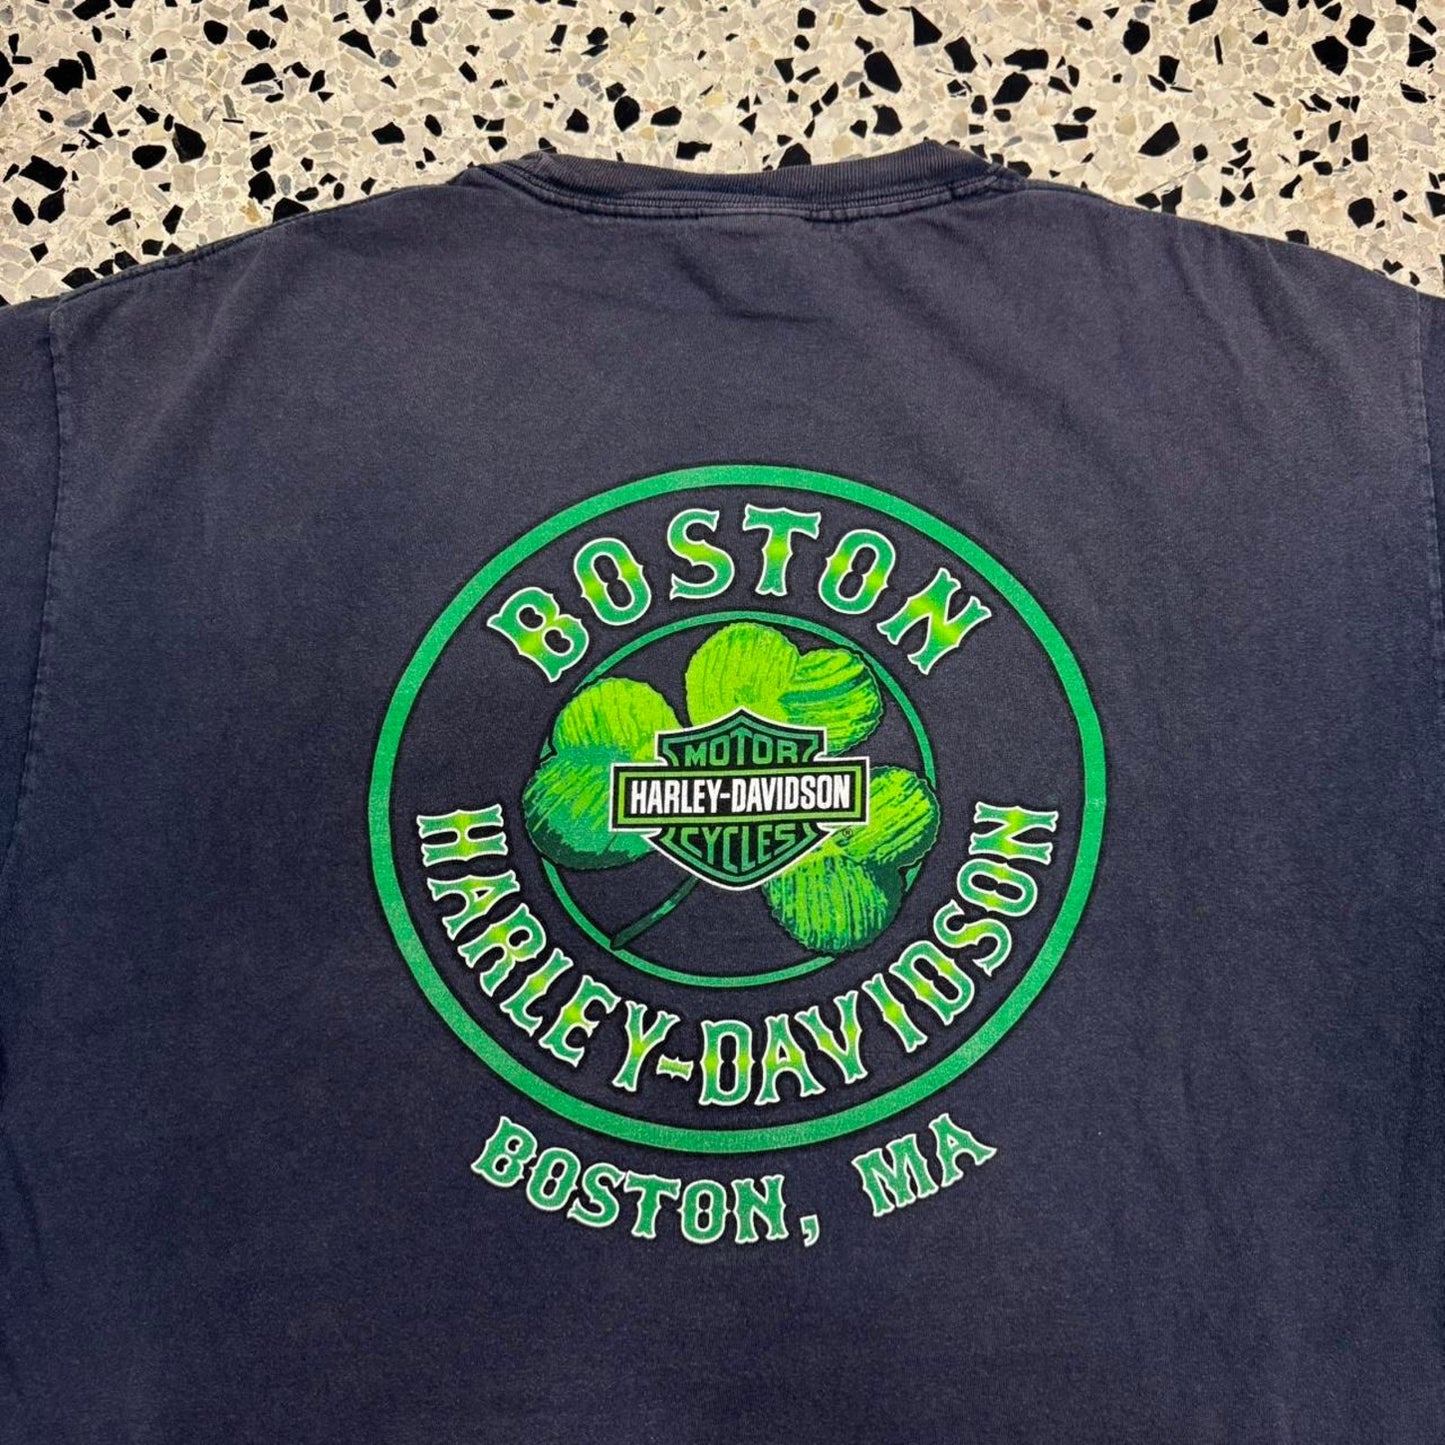 BOSTON
MOTOR
HARLEY-DAVIDSON
CYCLES
®
HARLEY-DAVIDSON
BOSTON, MA